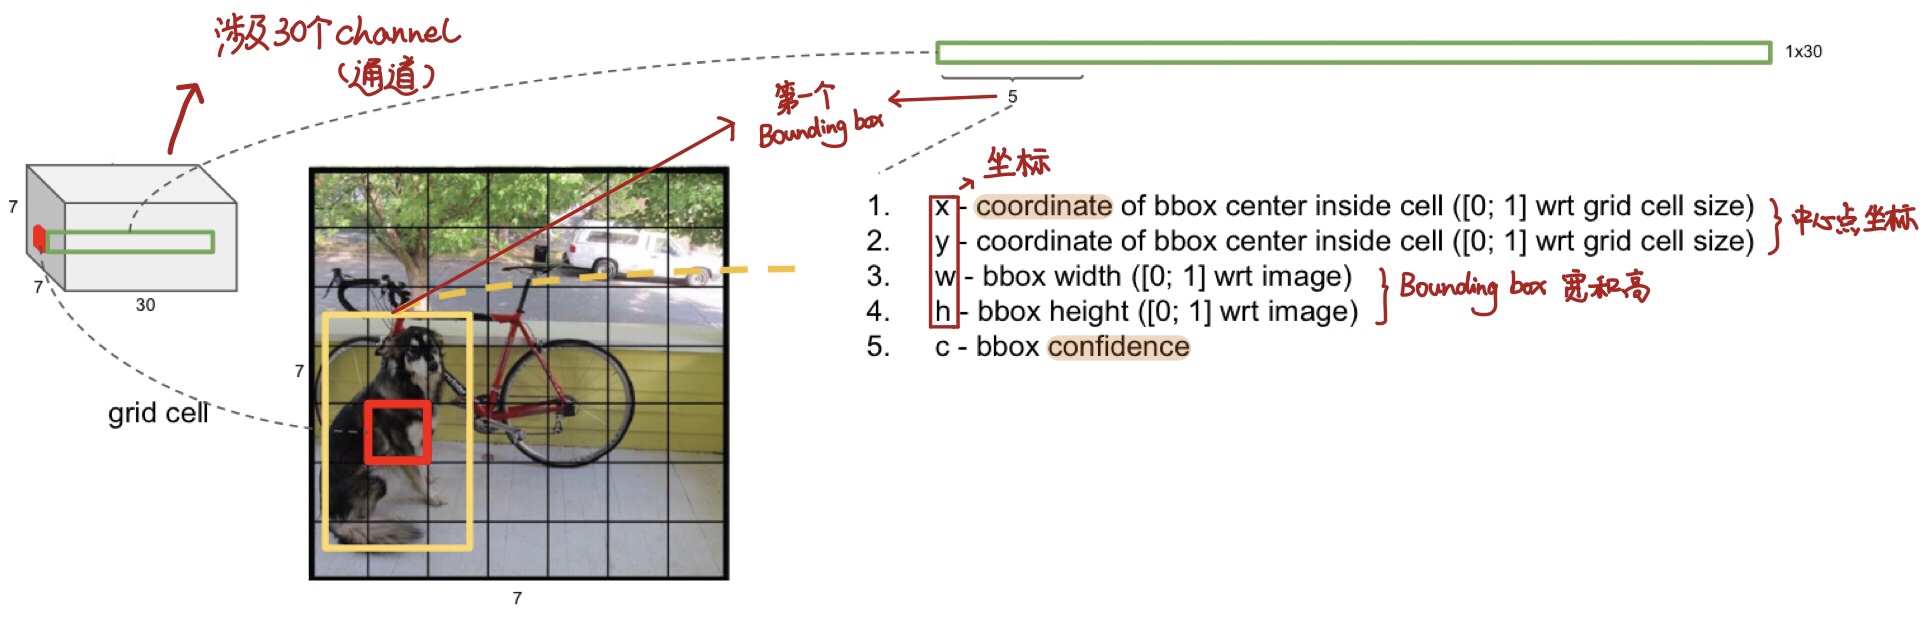 涉及30个channel
(通道)
1x30
5
第一个
Bounding box
坐标
1. x - coordinate of bbox center inside cell ([0; 1] wrt grid cell size)
2. y - coordinate of bbox center inside cell ([0; 1] wrt grid cell size)
中心点坐标
3. w - bbox width ([0; 1] wrt image)
4. h - bbox height ([0; 1] wrt image)
Bounding box 宽和高
5. c - bbox confidence
7
7
30
grid cell
7
7